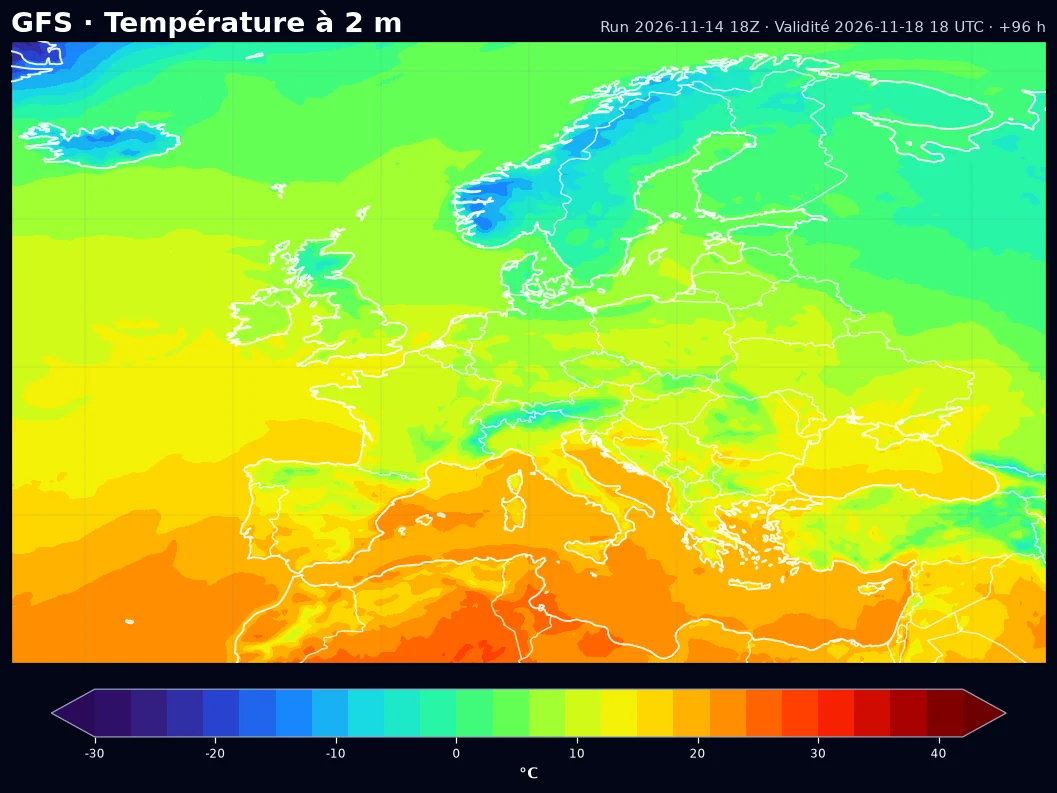 GFS · Température à 2 m
Run 2026-11-14 18Z · Validité 2026-11-18 18 UTC · +96 h
-30 -20 -10 0 10 20 30 40
°C